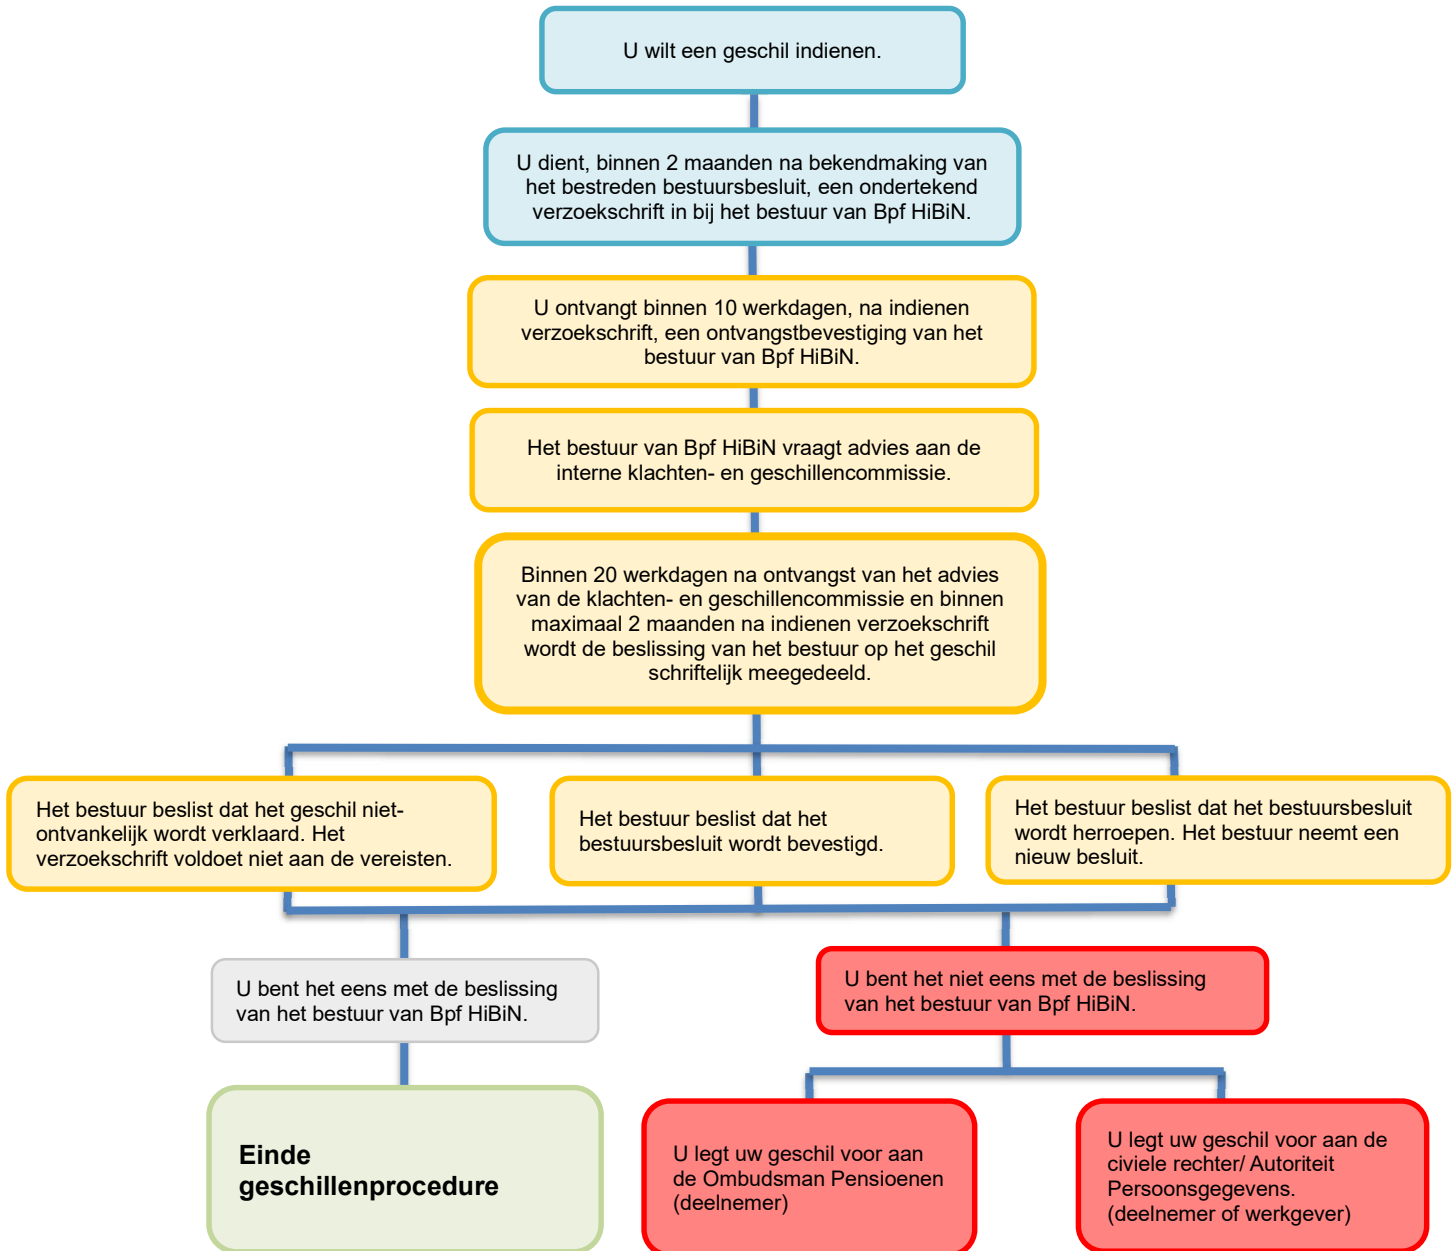 U wilt een geschil indienen.
U dient, binnen 2 maanden na bekendmaking van
het bestreden bestuursbesluit, een ondertekend
verzoekschrift in bij het bestuur van Bpf HiBiN.
U ontvangt binnen 10 werkdagen, na indienen
verzoekschrift, een ontvangstbevestiging van het
bestuur van Bpf HiBiN.
Het bestuur van Bpf HiBiN vraagt advies aan de
interne klachten- en geschillencommissie.
Binnen 20 werkdagen na ontvangst van het advies
van de klachten- en geschillencommissie en binnen
maximaal 2 maanden na indienen verzoekschrift
wordt de beslissing van het bestuur op het geschil
schriftelijk meegedeeld.
Het bestuur beslist dat het geschil niet-
ontvankelijk wordt verklaard. Het
verzoekschrift voldoet niet aan de vereisten.
Het bestuur beslist dat het
bestuursbesluit wordt bevestigd.
Het bestuur beslist dat het bestuursbesluit
wordt herroepen. Het bestuur neemt een
nieuw besluit.
U bent het eens met de beslissing
van het bestuur van Bpf HiBiN.
U bent het niet eens met de beslissing
van het bestuur van Bpf HiBiN.
Einde
geschillenprocedure
U legt uw geschil voor aan
de Ombudsman Pensioenen
(deelnemer)
U legt uw geschil voor aan de
civiele rechter/ Autoriteit
Persoonsgegevens.
(deelnemer of werkgever)